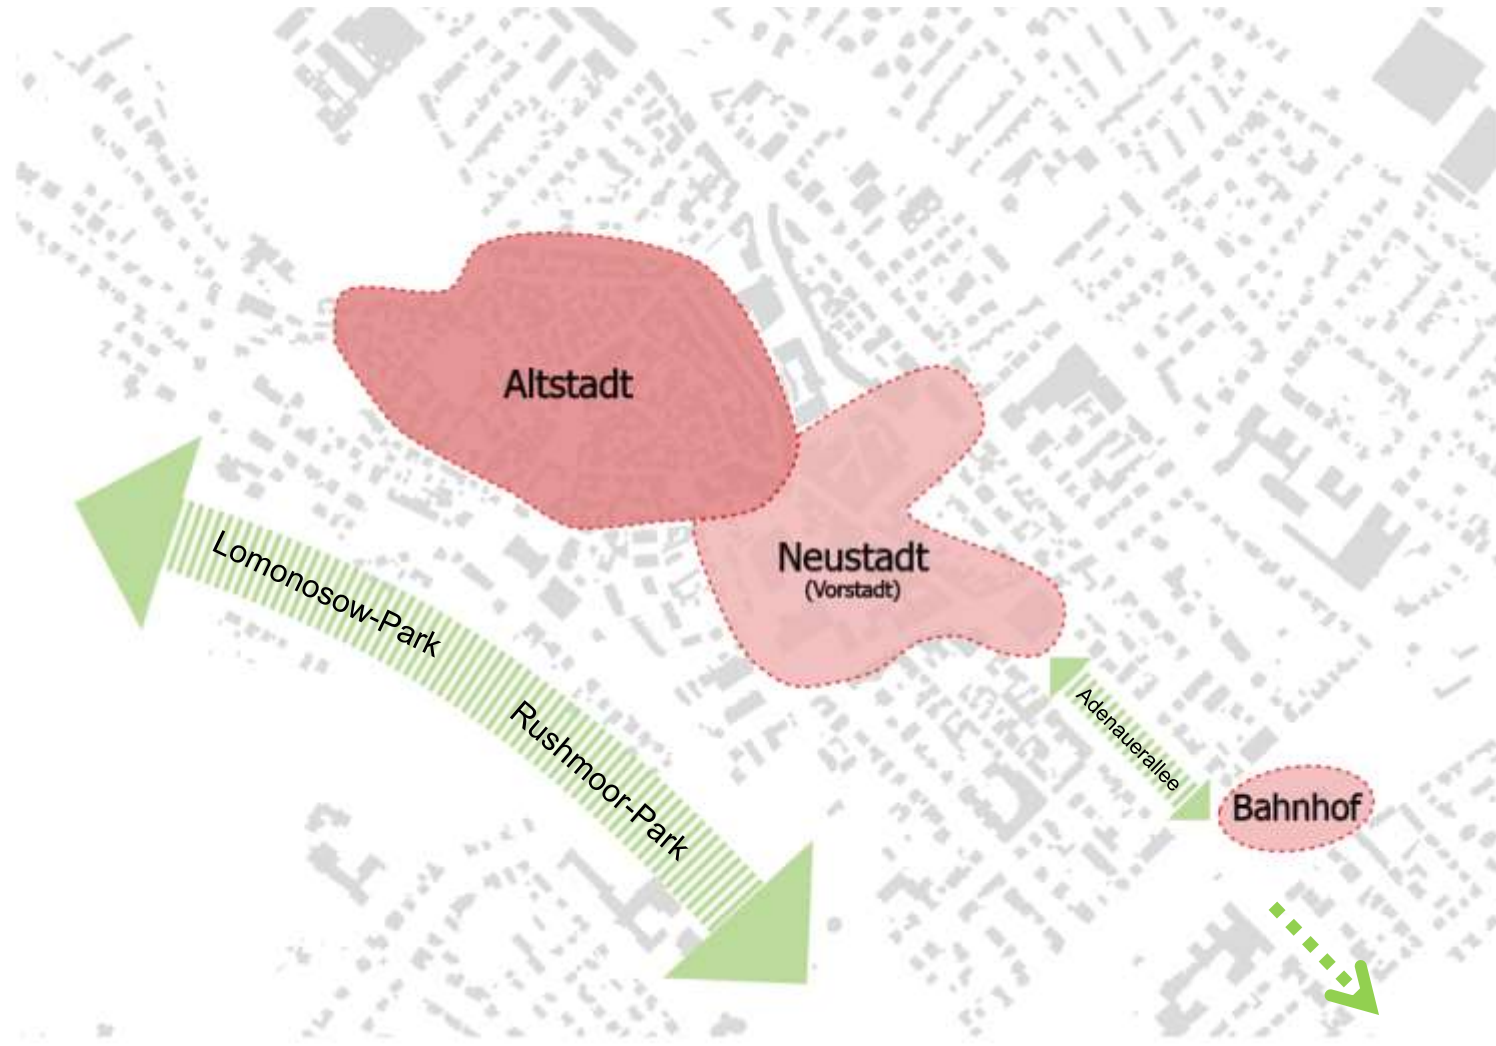 Altstadt
Neustadt
(Vorstadt)
Lomonosow-Park
Rushmoor-Park
Adenauerallee
Bahnhof